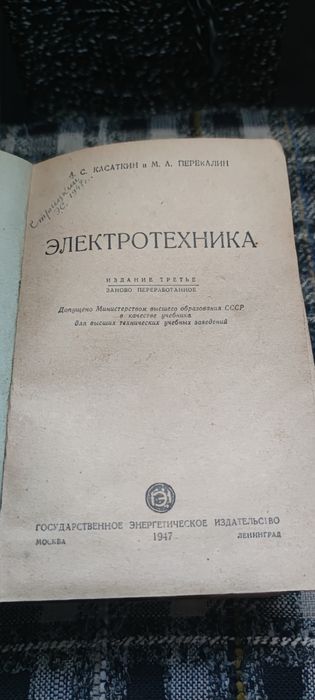 А. С. КАСАТКИН и М. А. ПЕРЕКАЛИН
ЭЛЕКТРОТЕХНИКА
ИЗДАНИЕ ТРЕТЬЕ
ЗАНОВО ПЕРЕРАБОТАННОЕ
Допущено Министерством высшего образования СССР
в качестве учебника
для высших технических учебных заведений
ГОСУДАРСТВЕННОЕ ЭНЕРГЕТИЧЕСКОЕ ИЗДАТЕЛЬСТВО
МОСКВА 1947 ЛЕНИНГРАД